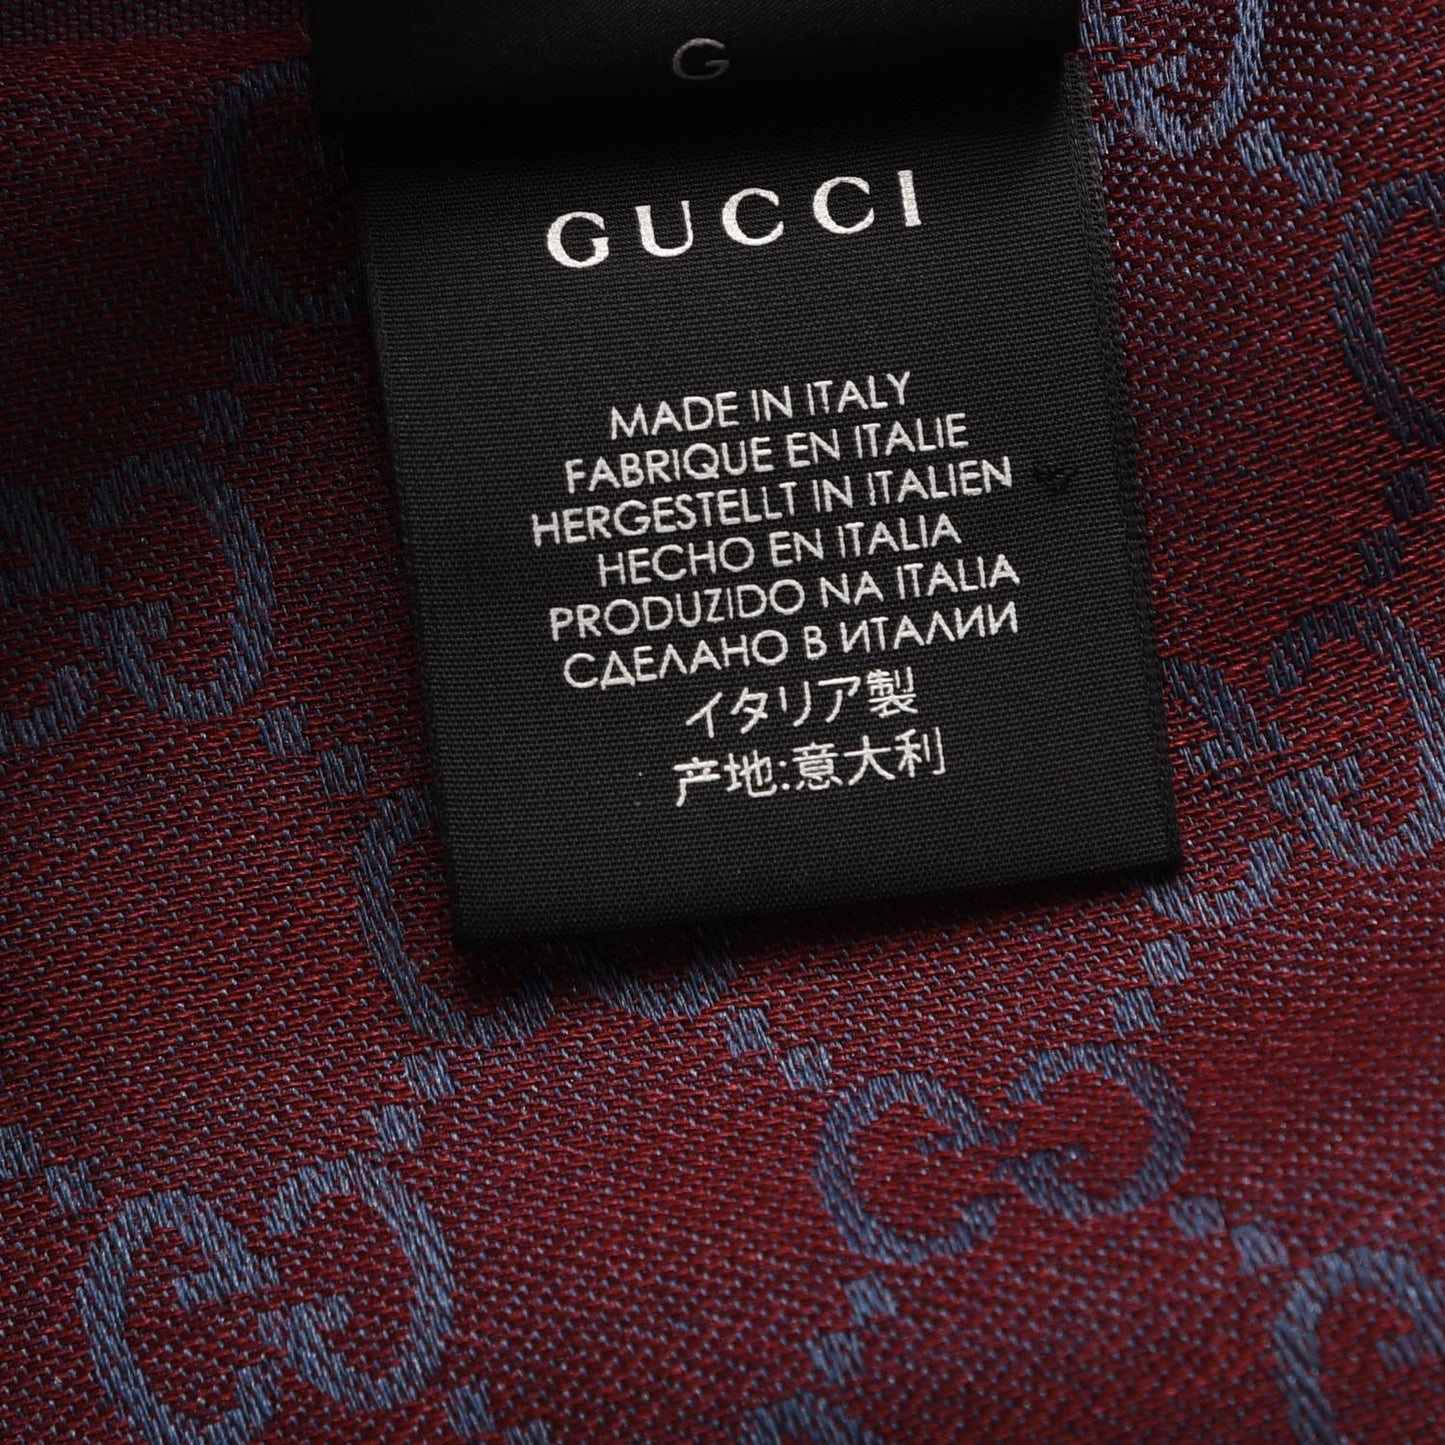 G
GUCCI
MADE IN ITALY
FABRIQUE EN ITALIE
HERGESTELLT IN ITALIEN
HECHO EN ITALIA
PRODUZIDO NA ITALIA
СДЕЛАНО В ИТАЛИИ
イタリア製
产地:意大利